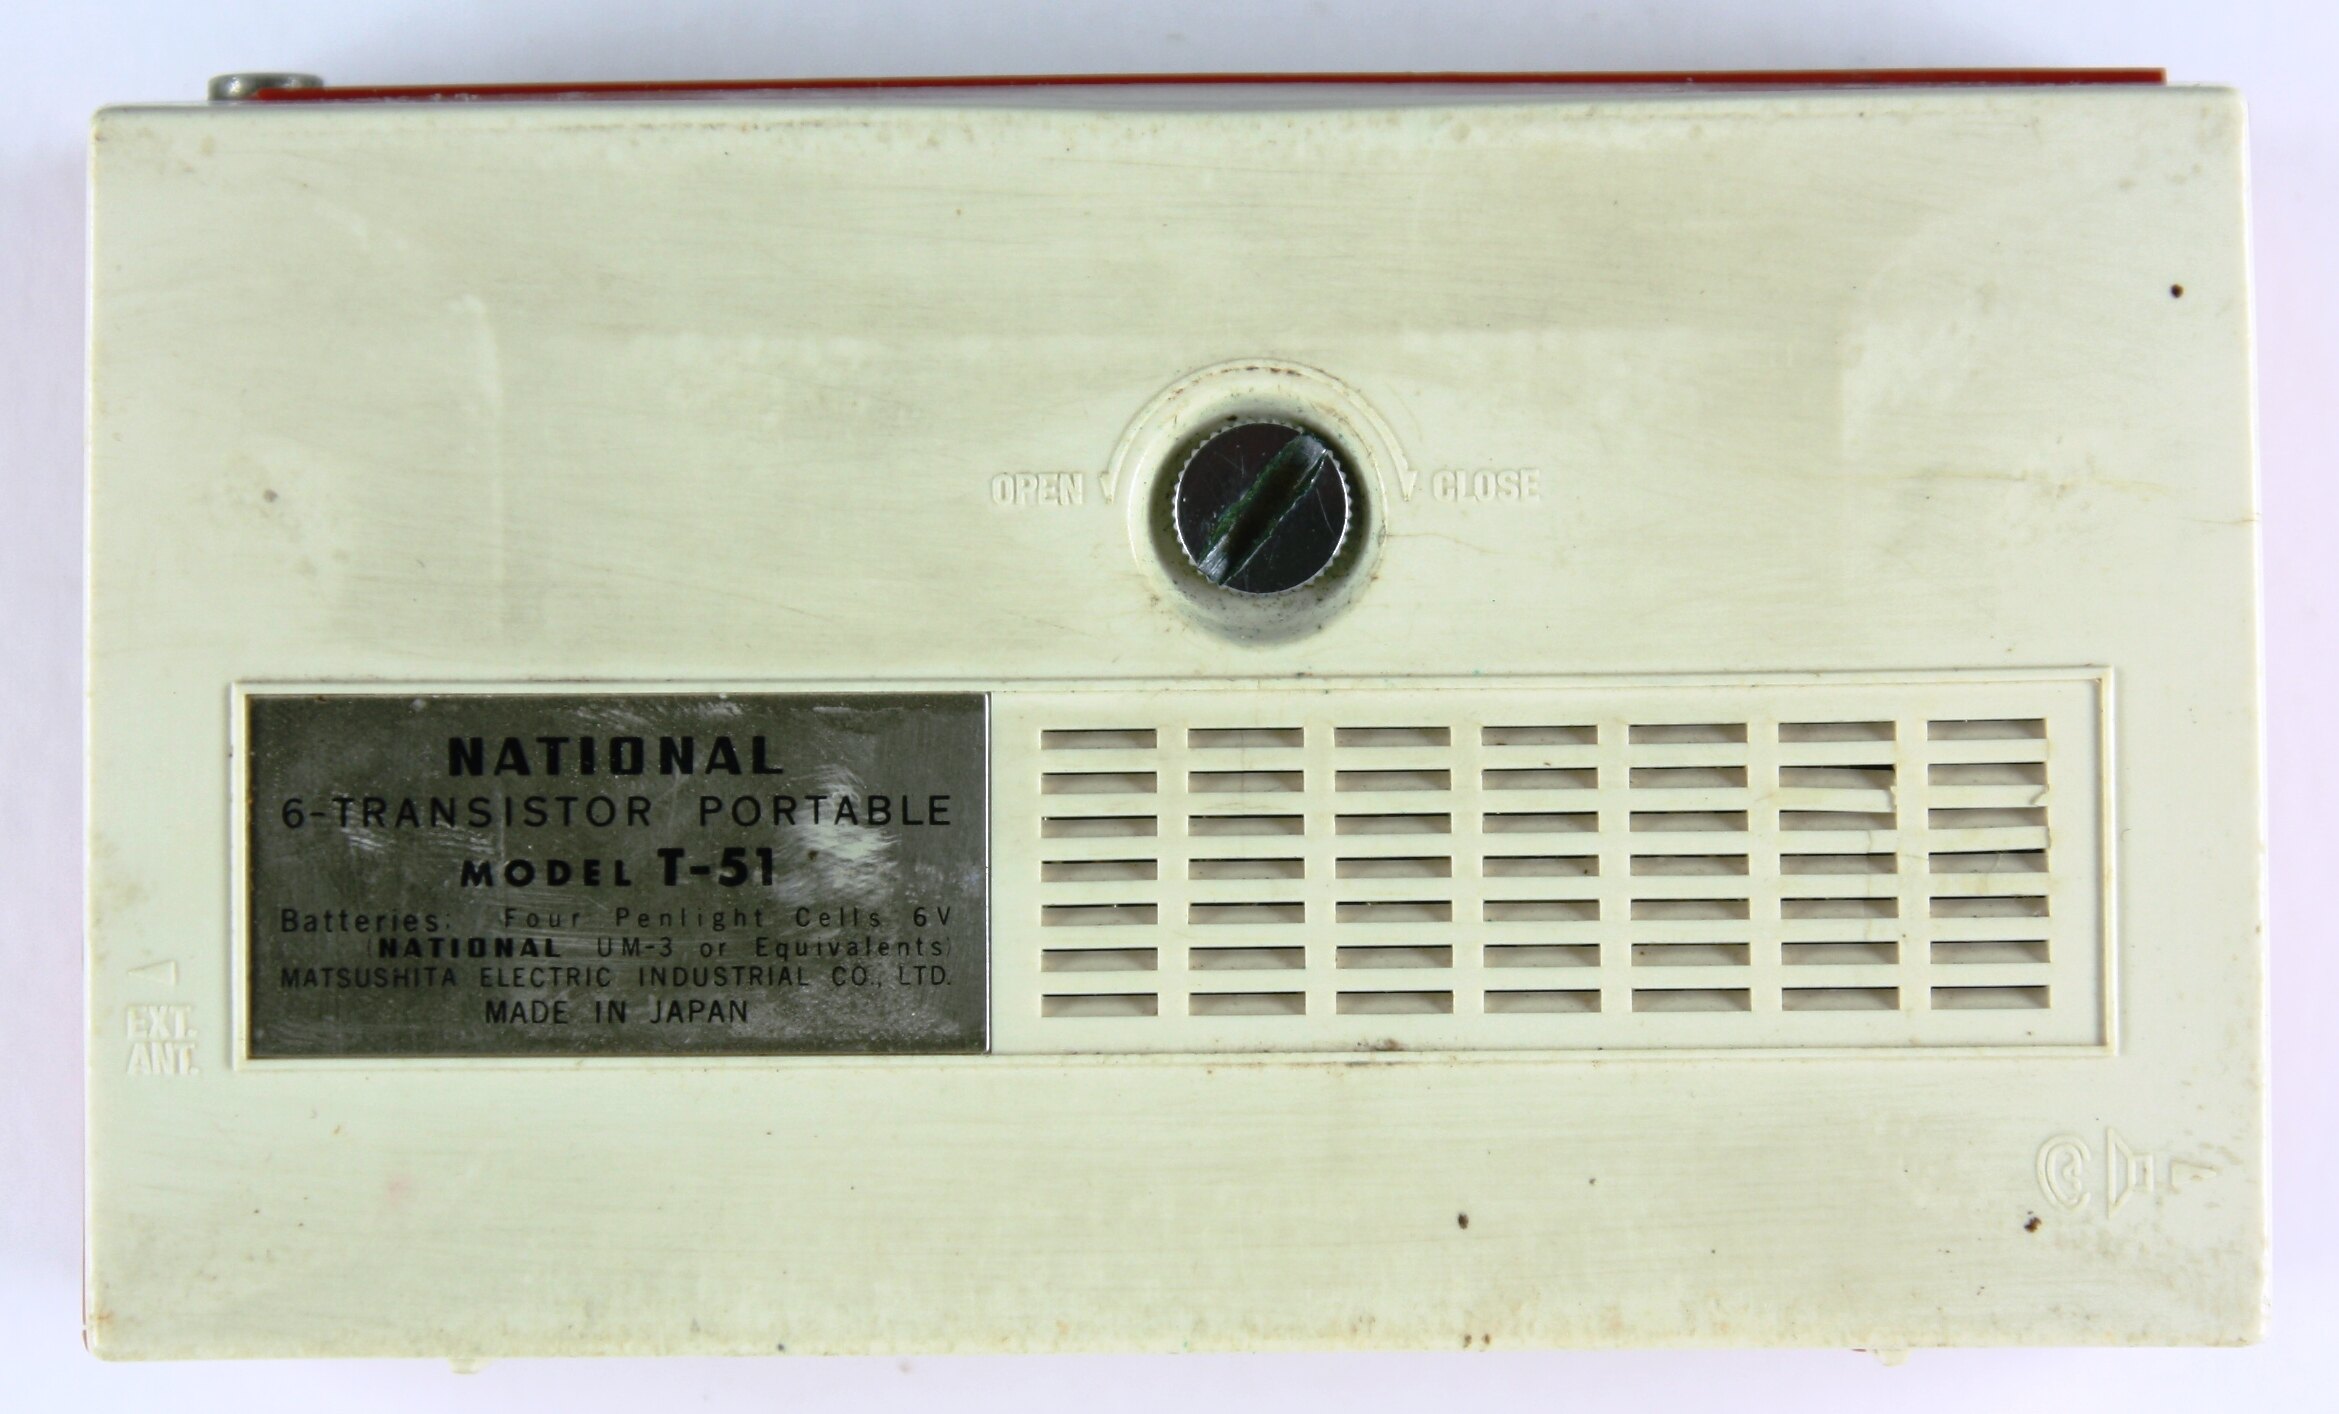 OPEN CLOSE
NATIONAL
6-TRANSISTOR PORTABLE
MODEL T-51
Batteries: Four Penlight Cells 6V
(NATIONAL UM-3 or Equivalents)
MATSUSHITA ELECTRIC INDUSTRIAL CO., LTD.
MADE IN JAPAN
EXT.
ANT.